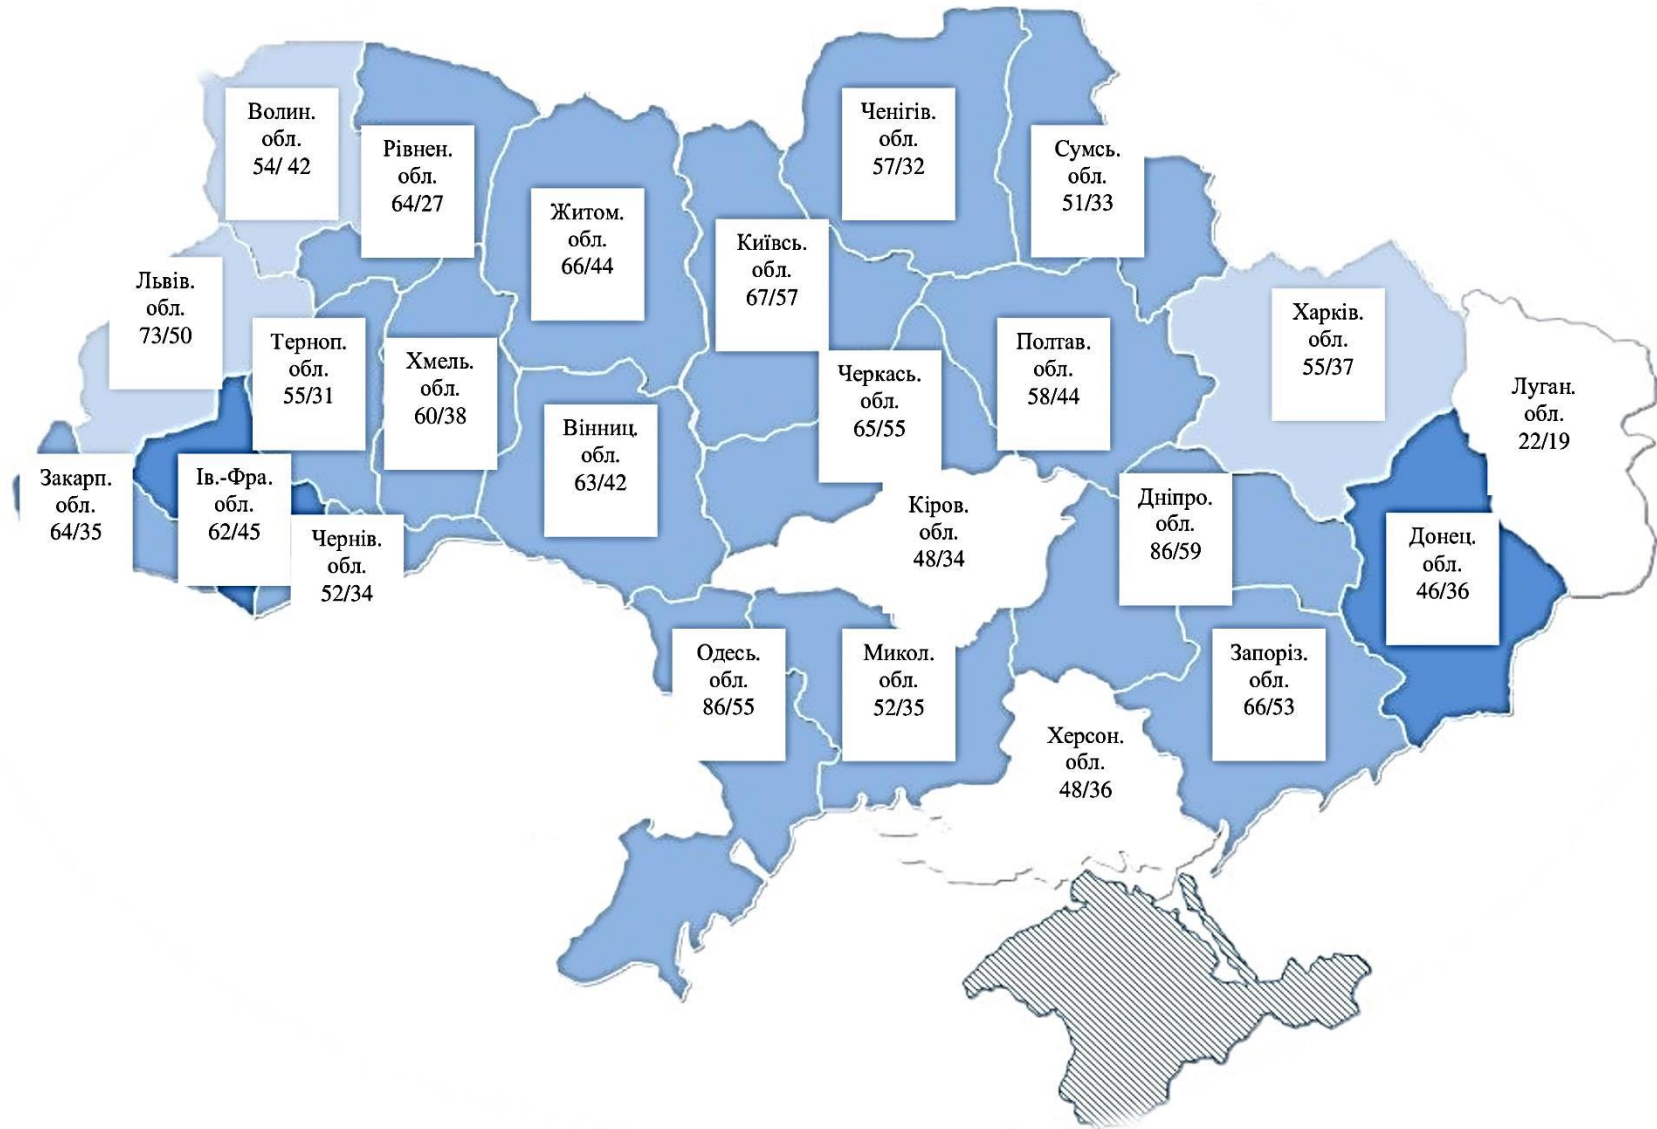 Волин.
обл.
54/ 42
Рівнен.
обл.
64/27
Житом.
обл.
66/44
Київсь.
обл.
67/57
Ченігів.
обл.
57/32
Сумсь.
обл.
51/33
Львів.
обл.
73/50
Терноп.
обл.
55/31
Хмель.
обл.
60/38
Вінниц.
обл.
63/42
Черкась.
обл.
65/55
Полтав.
обл.
58/44
Харків.
обл.
55/37
Луган.
обл.
22/19
Закарп.
обл.
64/35
Ів.-Фра.
обл.
62/45
Чернів.
обл.
52/34
Кіров.
обл.
48/34
Дніпро.
обл.
86/59
Донец.
обл.
46/36
Одесь.
обл.
86/55
Микол.
обл.
52/35
Херсон.
обл.
48/36
Запоріз.
обл.
66/53